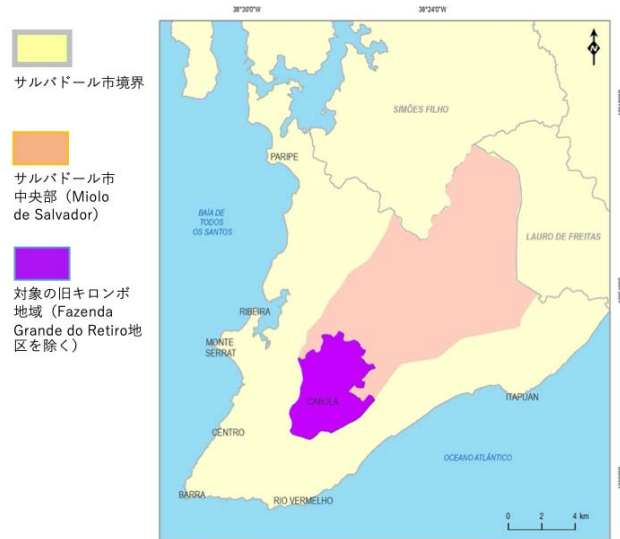 38°30'0"W
38°24'0"W
サルバドール市境界
サルバドール市
中央部（Miolo
de Salvador）
対象の旧キロンボ
地域（Fazenda
Grande do Retiro地
区を除く）
N
SIMÕES FILHO
PARIPE
BAÍA DE
TODOS
OS SANTOS
LAURO DE FREITAS
RIBEIRA
MONTE
SERRAT
CABULA
ITAPUAN
CENTRO
OCEANO ATLÂNTICO
BARRA
RIO VERMELHO
0 2 4 km